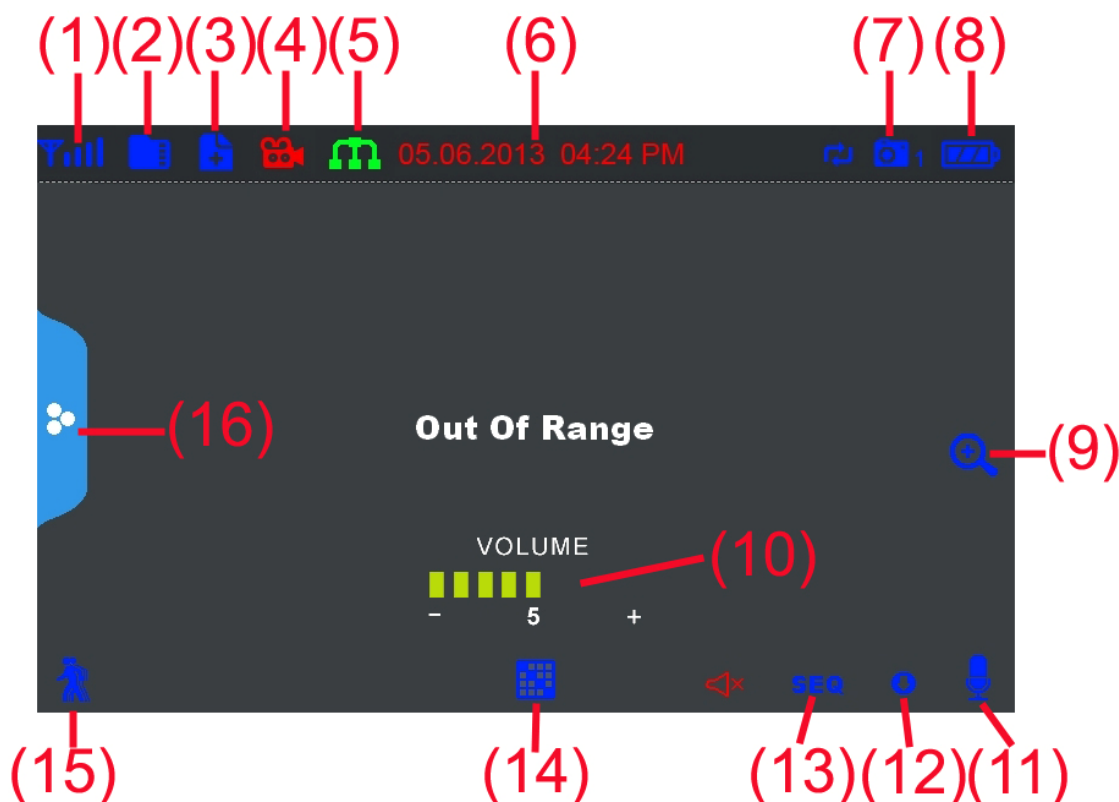 (1)(2)(3)(4)(5) (6) (7)(8)
05.06.2013 04:24 PM 1
(16)
Out Of Range
(9)
VOLUME
(10)
- 5 +
SEQ
(15) (14) (13)(12)(11)